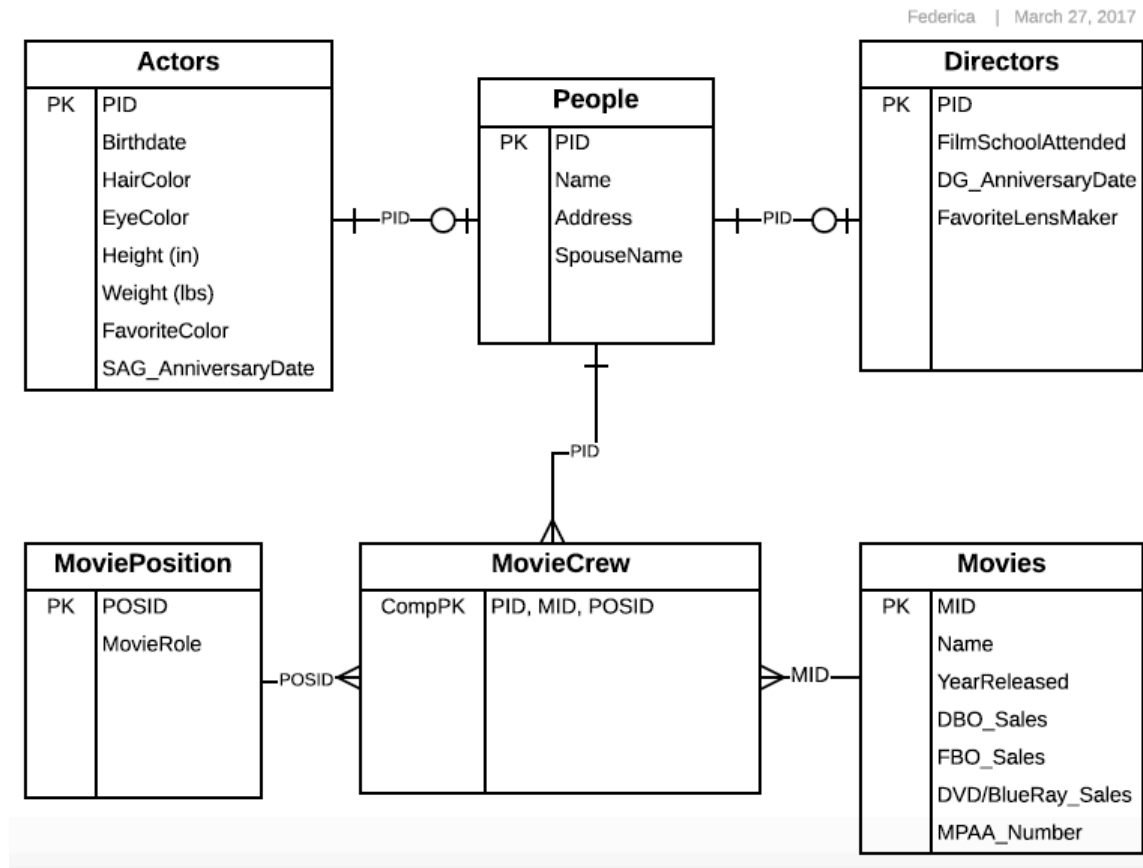 Federica | March 27, 2017
Actors
PK PID
Birthdate
HairColor
EyeColor
Height (in)
Weight (lbs)
FavoriteColor
SAG_AnniversaryDate
PID
People
PK PID
Name
Address
SpouseName
PID
Directors
PK PID
FilmSchoolAttended
DG_AnniversaryDate
FavoriteLensMaker
PID
MoviePosition
PK POSID
MovieRole
POSID
MovieCrew
CompPK PID, MID, POSID
MID
Movies
PK MID
Name
YearReleased
DBO_Sales
FBO_Sales
DVD/BlueRay_Sales
MPAA_Number